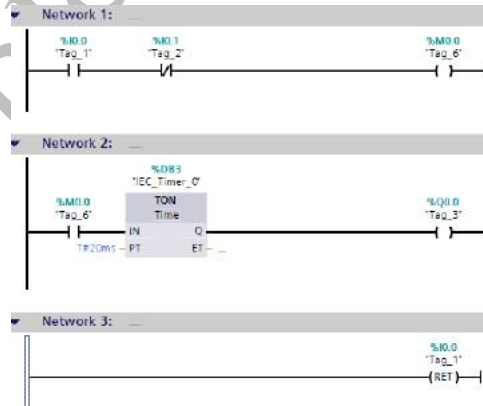 Network 1: .....
%I0.0 %I0.1 %M0.0
"Tag_1" "Tag_2" "Tag_6"
Network 2: .....
%DB3
"IEC_Timer_0"
%M0.0 TON %Q0.0
"Tag_6" Time "Tag_3"
IN Q
T#20ms PT ET ...
Network 3: .....
%I0.0
"Tag_1"
(RET)